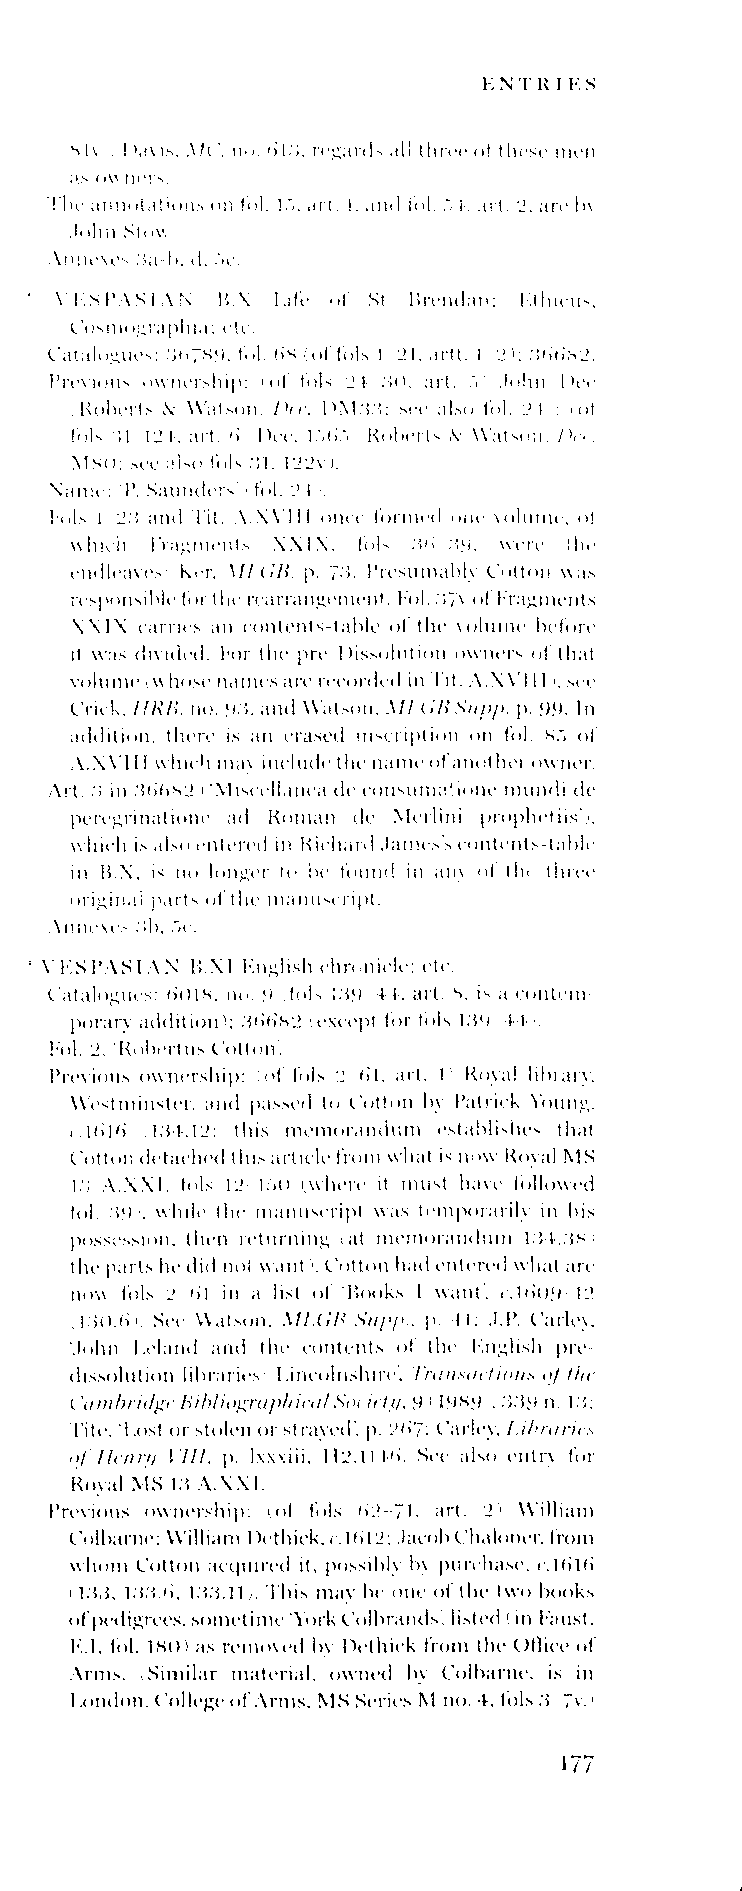 ENTRIES
Davis, MC, no. 613, regards all three of these men
as owners.
The annotations on fol. 15, art. 1, and fol. 54, art. 2, are by
John Stow.
Annexes 3a-b, d, 5c.
VESPASIAN B.X Life of St Brendan; Ethicus,
Cosmographia; etc.
Catalogues: 36789, fol. 68 (of fols 1–21, artt. 1–2); 36682.
Previous ownership: (of fols 24–30, art. 5) John Dee
(Roberts & Watson, Dee, DM33; see also fol. 24); (of
fols 31–124, art. 6) Dee, 1565 (Roberts & Watson, Dee,
M80; see also fols 31, 122v).
Name: 'P. Saunders' (fol. 24).
Fols 1–23 and Tit. A.XVIII once formed one volume, of
which Fragments XXIX, fols 36–39, were the
endleaves: Ker, MLGB, p. 73. Presumably Cotton was
responsible for the rearrangement. Fol. 37v of Fragments
XXIX carries an contents-table of the volume before
it was divided. For the pre-Dissolution owners of that
volume (whose names are recorded in Tit. A.XVIII), see
Crick, HRB, no. 93, and Watson, MLGB Supp, p. 99. In
addition, there is an erased inscription on fol. 85 of
A.XVIII which may include the name of another owner.
Art. 3 in 36682 ('Miscellanea de consumatione mundi de
peregrinatione ad Roman de Merlini prophetiis'),
which is also entered in Richard James's contents-table
in B.X, is no longer to be found in any of the three
original parts of the manuscript.
Annexes 3b, 5c.
VESPASIAN B.XI English chronicle; etc.
Catalogues: 6018, no. 9 (fols 139–44, art. 8, is a contem-
porary addition); 36682 (except for fols 139–44).
Fol. 2, 'Robertus Cotton'.
Previous ownership: (of fols 2–61, art. 1) Royal library,
Westminster, and passed to Cotton by Patrick Young,
c.1616 (134.12: this memorandum establishes that
Cotton detached this article from what is now Royal MS
13 A.XXI, fols 12–150 (where it must have followed
fol. 39), while the manuscript was temporarily in his
possession, then returning (at memorandum 134.38)
the parts he did not want). Cotton had entered what are
now fols 2–61 in a list of 'Books I want', c.1609–12
(130.6). See Watson, MLGB Supp., p. 41; J.P. Carley,
'John Leland and the contents of the English pre-
dissolution libraries: Lincolnshire', Transactions of the
Cambridge Bibliographical Society, 9 (1989), 339 n. 13;
Tite, 'Lost or stolen or strayed', p. 267; Carley, Libraries
of Henry VIII, p. lxxxiii, H2.1146. See also entry for
Royal MS 13 A.XXI.
Previous ownership: (of fols 62–71, art. 2) William
Colbarne; William Dethick, c.1612; Jacob Chaloner, from
whom Cotton acquired it, possibly by purchase, c.1616
(133, 133.6, 133.11). This may be one of the two books
of pedigrees, sometime 'York Colbrands', listed (in Faust.
E.I, fol. 180) as removed by Dethick from the Office of
Arms. (Similar material, owned by Colbarne, is in
London, College of Arms, MS Series M no. 4, fols 3–7v.)
177